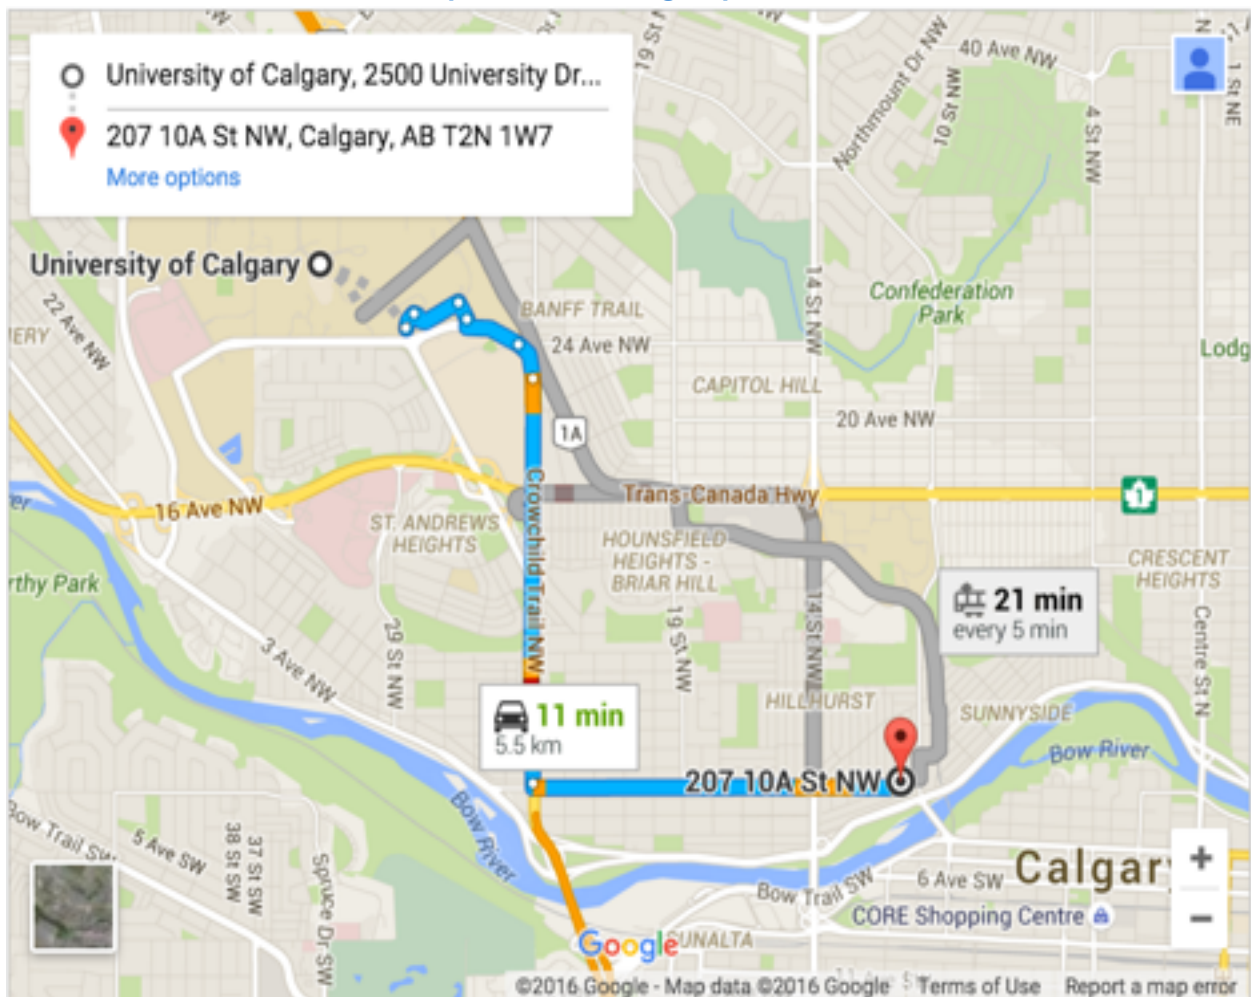 University of Calgary, 2500 University Dr...
207 10A St NW, Calgary, AB T2N 1W7
More options
19 St N
Northmount Dr NW
40 Ave NW
10 St NW
4 St NW
1 St NE
University of Calgary
22 Ave NW
ERY
BANFF TRAIL
24 Ave NW
14 St NW
Confederation
Park
Lodg
CAPITOL HILL
20 Ave NW
1A
Crowchild Trail NW
Trans-Canada Hwy
1
16 Ave NW
ST. ANDREWS
HEIGHTS
HOUNSFIELD
HEIGHTS -
BRIAR HILL
CRESCENT
HEIGHTS
er
rthy Park
21 min
every 5 min
3 Ave NW
29 St NW
19 St NW
14 St NW
Centre St N
HILLHURST
SUNNYSIDE
11 min
5.5 km
Bow River
207 10A St NW
Bow River
Bow Trail SW
5 Ave SW
38 St SW
37 St SW
Spruce Dr SW
Bow Trail SW
6 Ave SW
Calgar
+
CORE Shopping Centre
−
Google
SUNALTA
©2016 Google - Map data ©2016 Google
Terms of Use
Report a map error